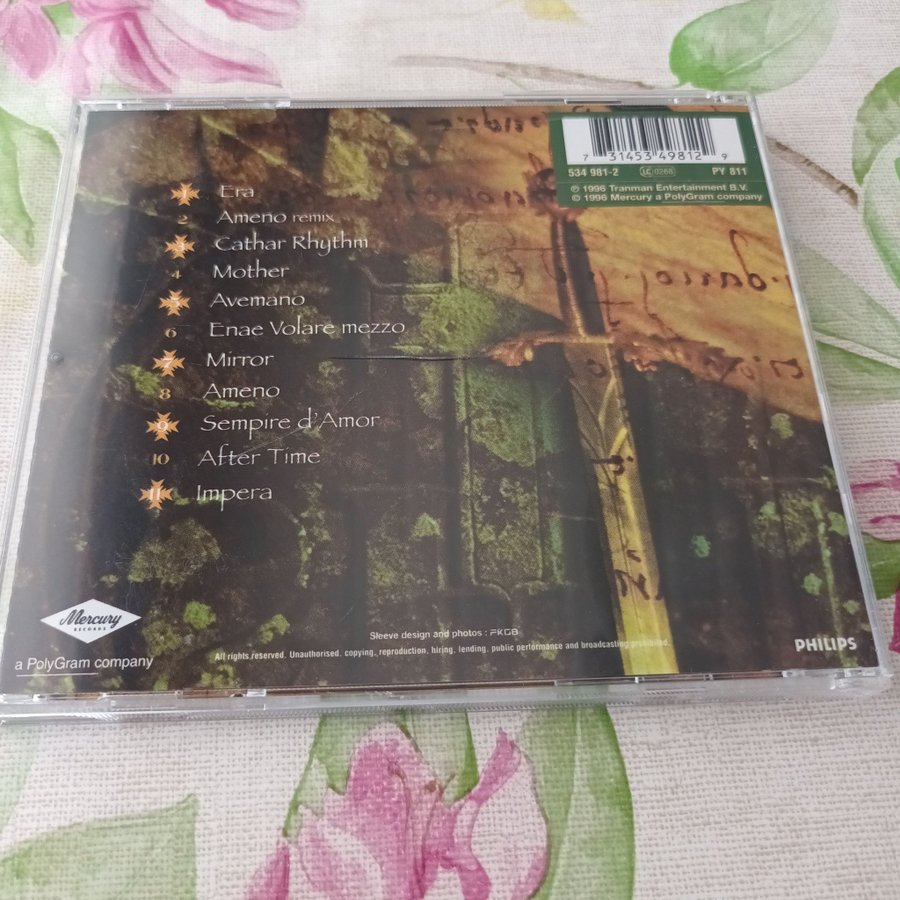 7 31453 49812 9
534 981-2 LC 0268 PY 811
℗ 1996 Tranman Entertainment B.V.
© 1996 Mercury a PolyGram company
1 Era
2 Ameno remix
3 Cathar Rhythm
4 Mother
5 Avemano
6 Enae Volare mezzo
7 Mirror
8 Ameno
9 Sempire d'Amor
10 After Time
11 Impera
Mercury
RECORDS
a PolyGram company
Sleeve design and photos : FKGB
All rights reserved. Unauthorised. copying. reproduction. hiring. lending. public performance and broadcasting prohibited.
PHILIPS